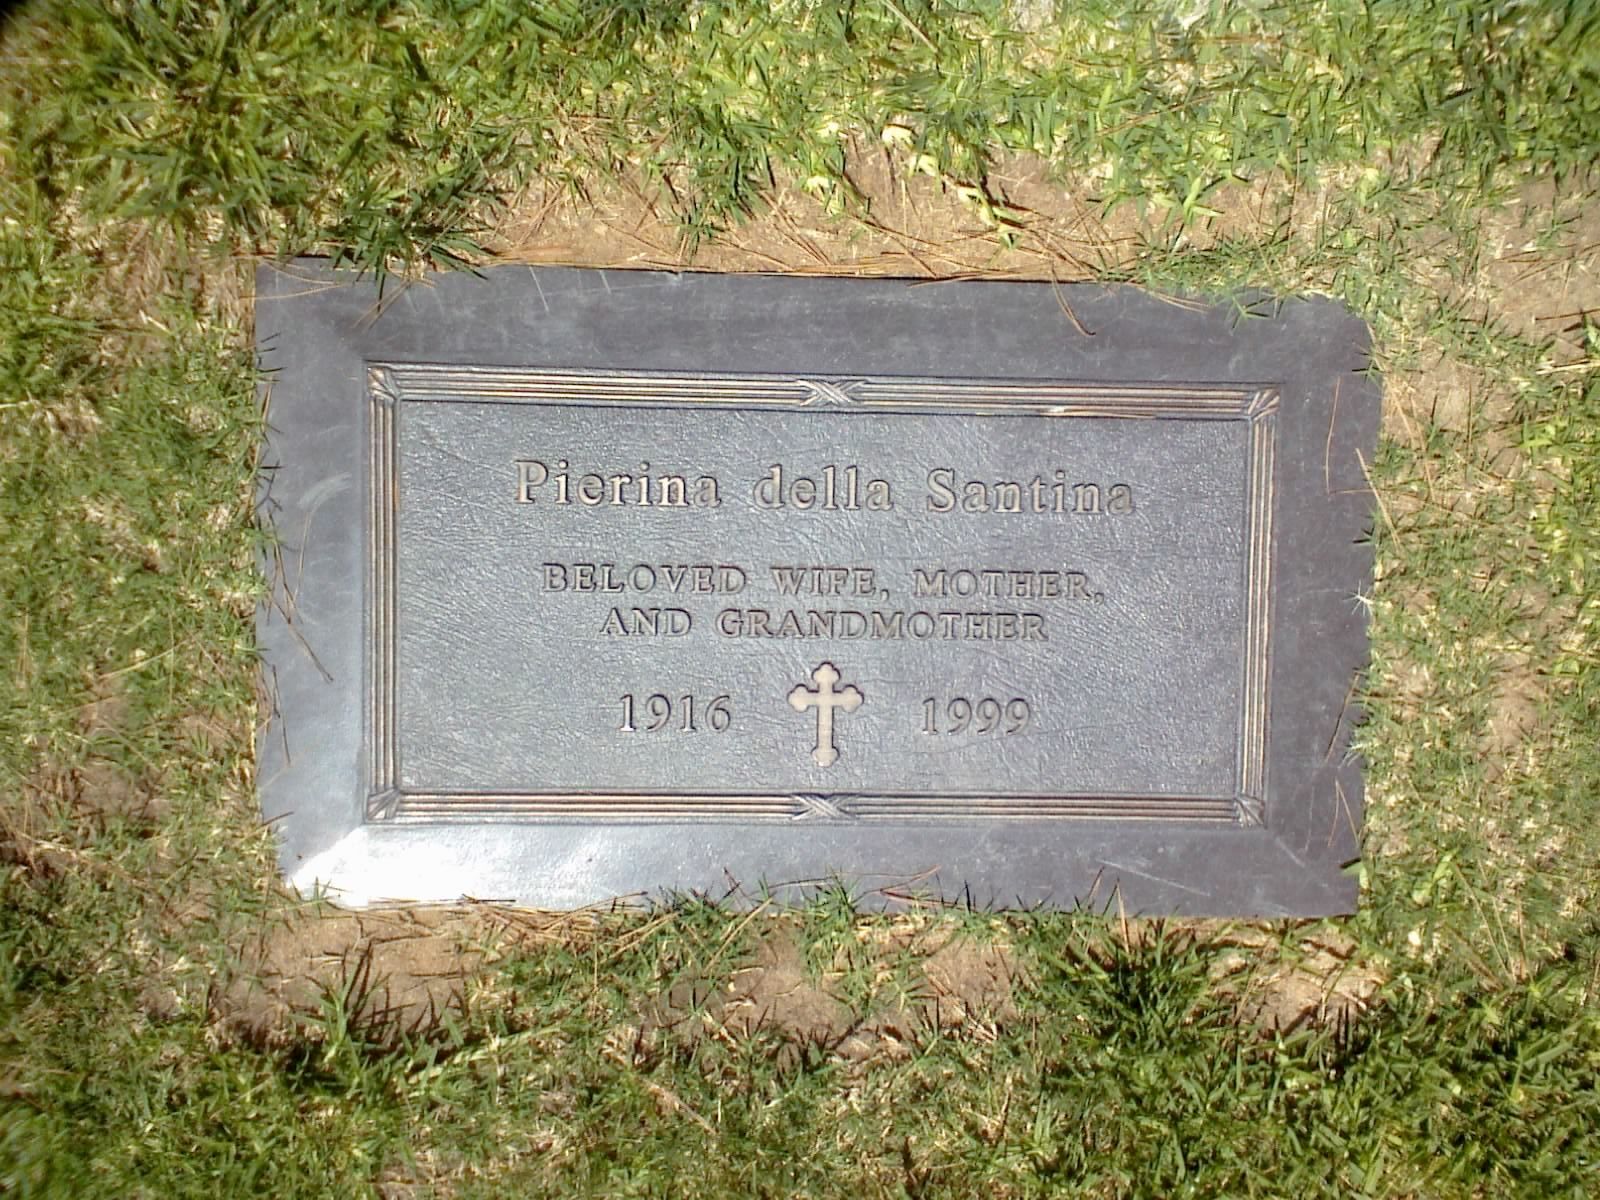 Pierina della Santina
BELOVED WIFE, MOTHER,
AND GRANDMOTHER
1916 1999